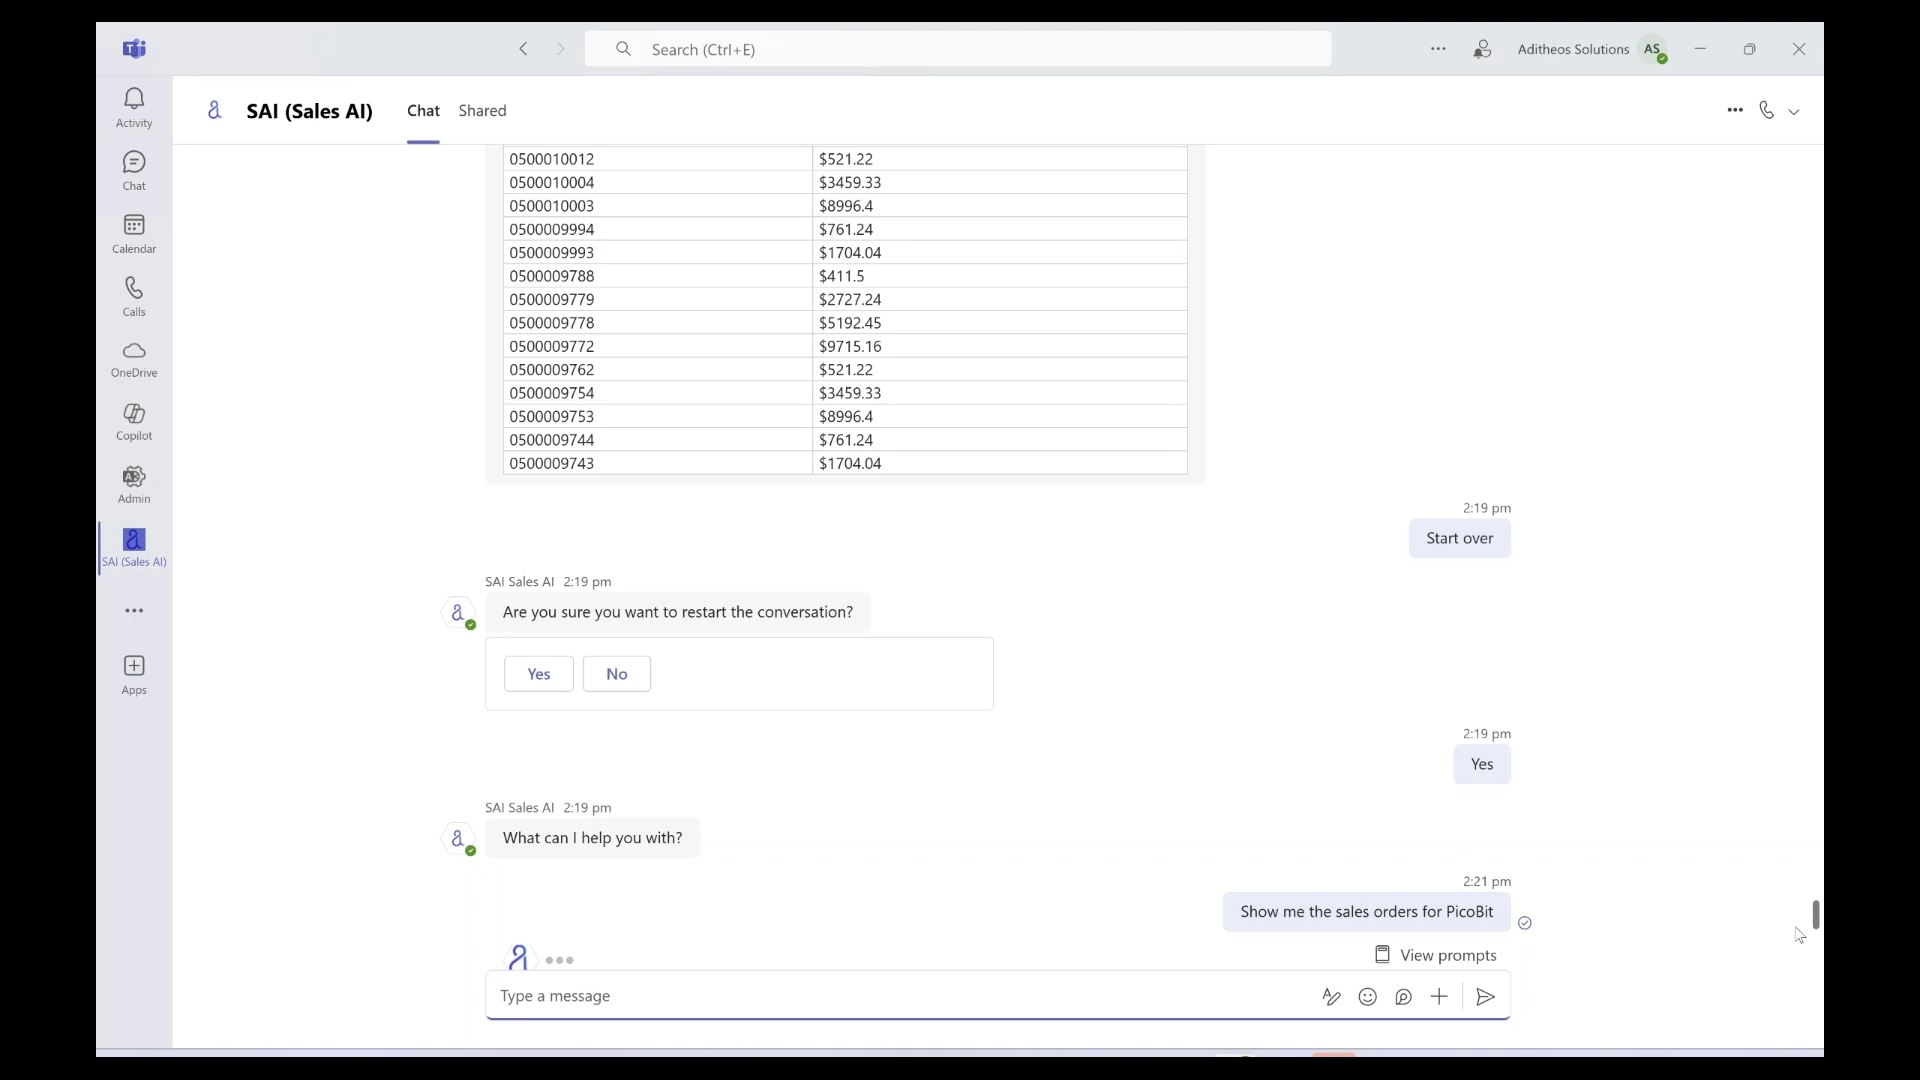 Search (Ctrl+E)
Aditheos Solutions AS
SAI (Sales AI) Chat Shared
Activity
Chat
Calendar
Calls
OneDrive
Copilot
Admin
SAI (Sales AI)
Apps
0500010012 $521.22
0500010004 $3459.33
0500010003 $8996.4
0500009994 $761.24
0500009993 $1704.04
0500009788 $411.5
0500009779 $2727.24
0500009778 $5192.45
0500009772 $9715.16
0500009762 $521.22
0500009754 $3459.33
0500009753 $8996.4
0500009744 $761.24
0500009743 $1704.04
2:19 pm
Start over
SAI Sales AI 2:19 pm
Are you sure you want to restart the conversation?
Yes No
2:19 pm
Yes
SAI Sales AI 2:19 pm
What can I help you with?
2:21 pm
Show me the sales orders for PicoBit
View prompts
Type a message